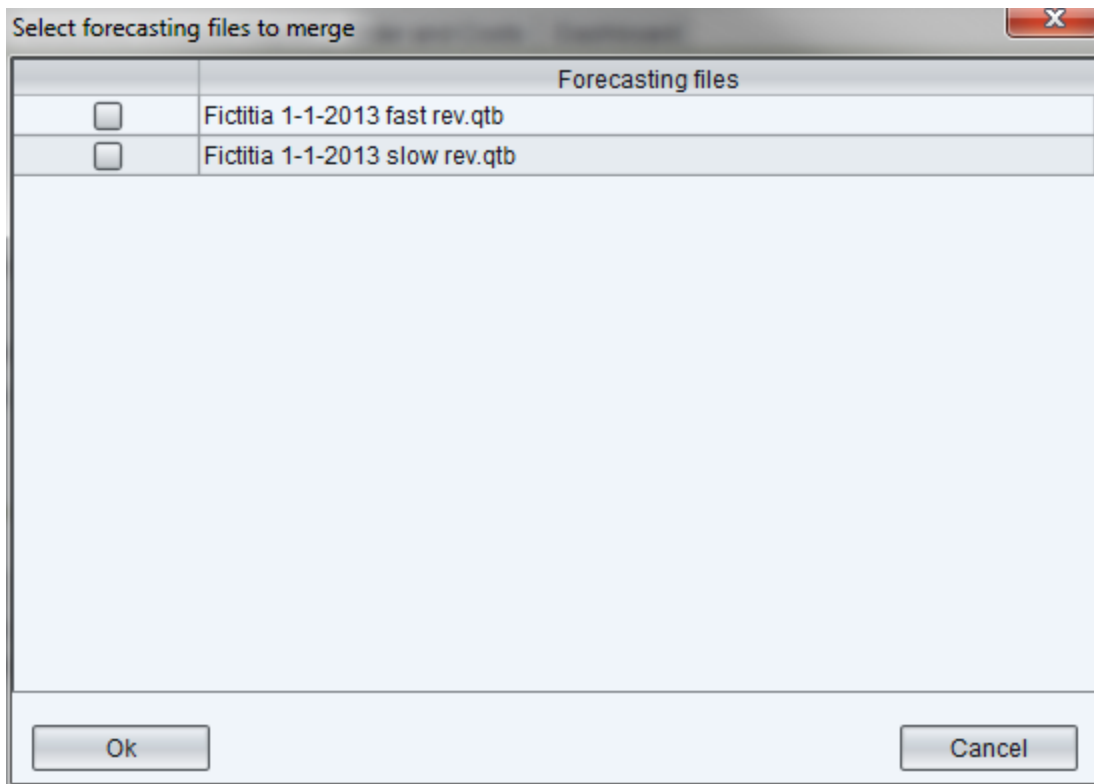 Select forecasting files to merge
Forecasting files
Fictitia 1-1-2013 fast rev.qtb
Fictitia 1-1-2013 slow rev.qtb
Ok
Cancel